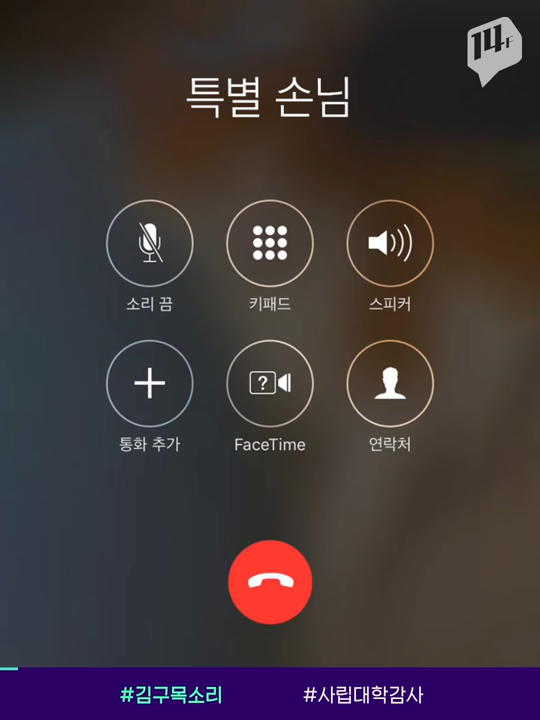 14F
특별 손님
소리 끔
키패드
스피커
?
통화 추가
FaceTime
연락처
#김구목소리
#사립대학감사